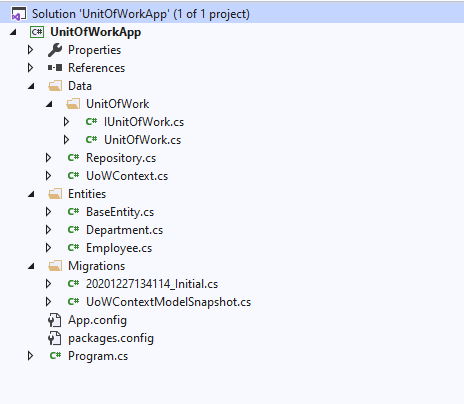 Solution 'UnitOfWorkApp' (1 of 1 project)
C# UnitOfWorkApp
Properties
References
Data
UnitOfWork
C# IUnitOfWork.cs
C# UnitOfWork.cs
C# Repository.cs
C# UoWContext.cs
Entities
C# BaseEntity.cs
C# Department.cs
C# Employee.cs
Migrations
C# 20201227134114_Initial.cs
C# UoWContextModelSnapshot.cs
App.config
packages.config
C# Program.cs